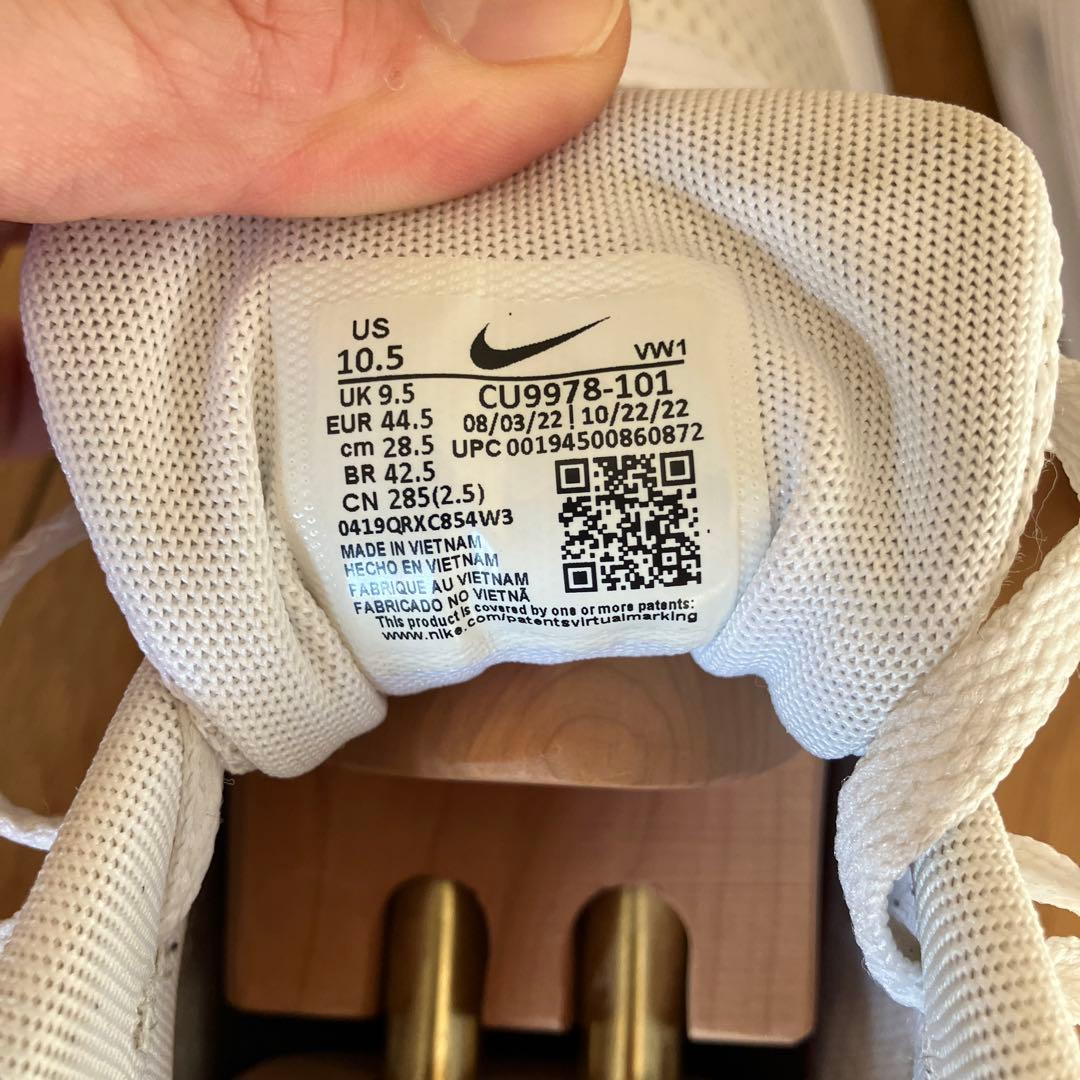 US
10.5
VW1
UK 9.5
CU9978-101
EUR 44.5
08/03/22 | 10/22/22
cm 28.5
UPC 00194500860872
BR 42.5
CN 285(2.5)
0419QRXC854W3
MADE IN VIETNAM
HECHO EN VIETNAM
FABRIQUE AU VIETNAM
FABRICADO NO VIETNÃ
This product is covered by one or more patents:
www.nike.com/patentsvirtualmarking